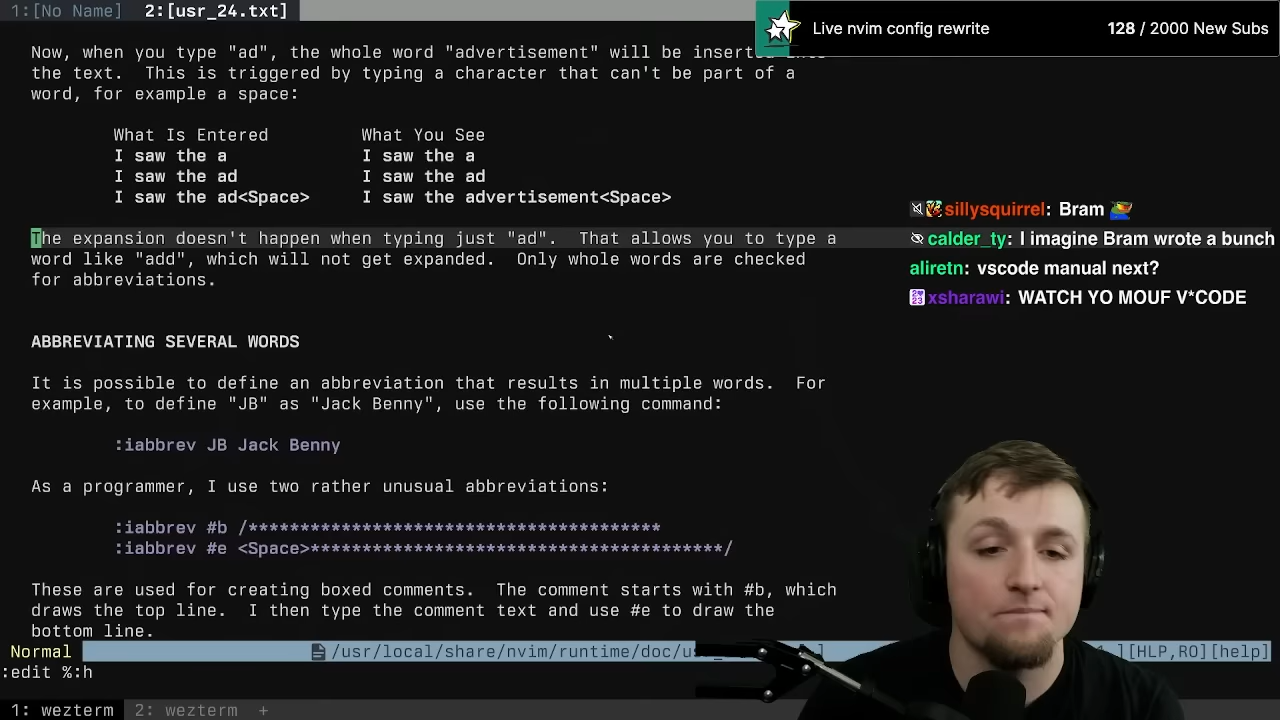 1:[No Name] 2:[usr_24.txt]
Live nvim config rewrite 128 / 2000 New Subs
Now, when you type "ad", the whole word "advertisement" will be inserted into
the text. This is triggered by typing a character that can't be part of a
word, for example a space:
What Is Entered What You See
I saw the a I saw the a
I saw the ad I saw the ad
I saw the ad<Space> I saw the advertisement<Space>
The expansion doesn't happen when typing just "ad". That allows you to type a
word like "add", which will not get expanded. Only whole words are checked
for abbreviations.
ABBREVIATING SEVERAL WORDS
It is possible to define an abbreviation that results in multiple words. For
example, to define "JB" as "Jack Benny", use the following command:
:iabbrev JB Jack Benny
As a programmer, I use two rather unusual abbreviations:
:iabbrev #b /****************************************
:iabbrev #e <Space>****************************************/
These are used for creating boxed comments. The comment starts with #b, which
draws the top line. I then type the comment text and use #e to draw the
bottom line.
sillysquirrel: Bram
calder_ty: I imagine Bram wrote a bunch
aliretn: vscode manual next?
xsharawi: WATCH YO MOUF V*CODE
Normal /usr/local/share/nvim/runtime/doc/us ][HLP,RO][help]
:edit %:h
1: wezterm 2: wezterm +